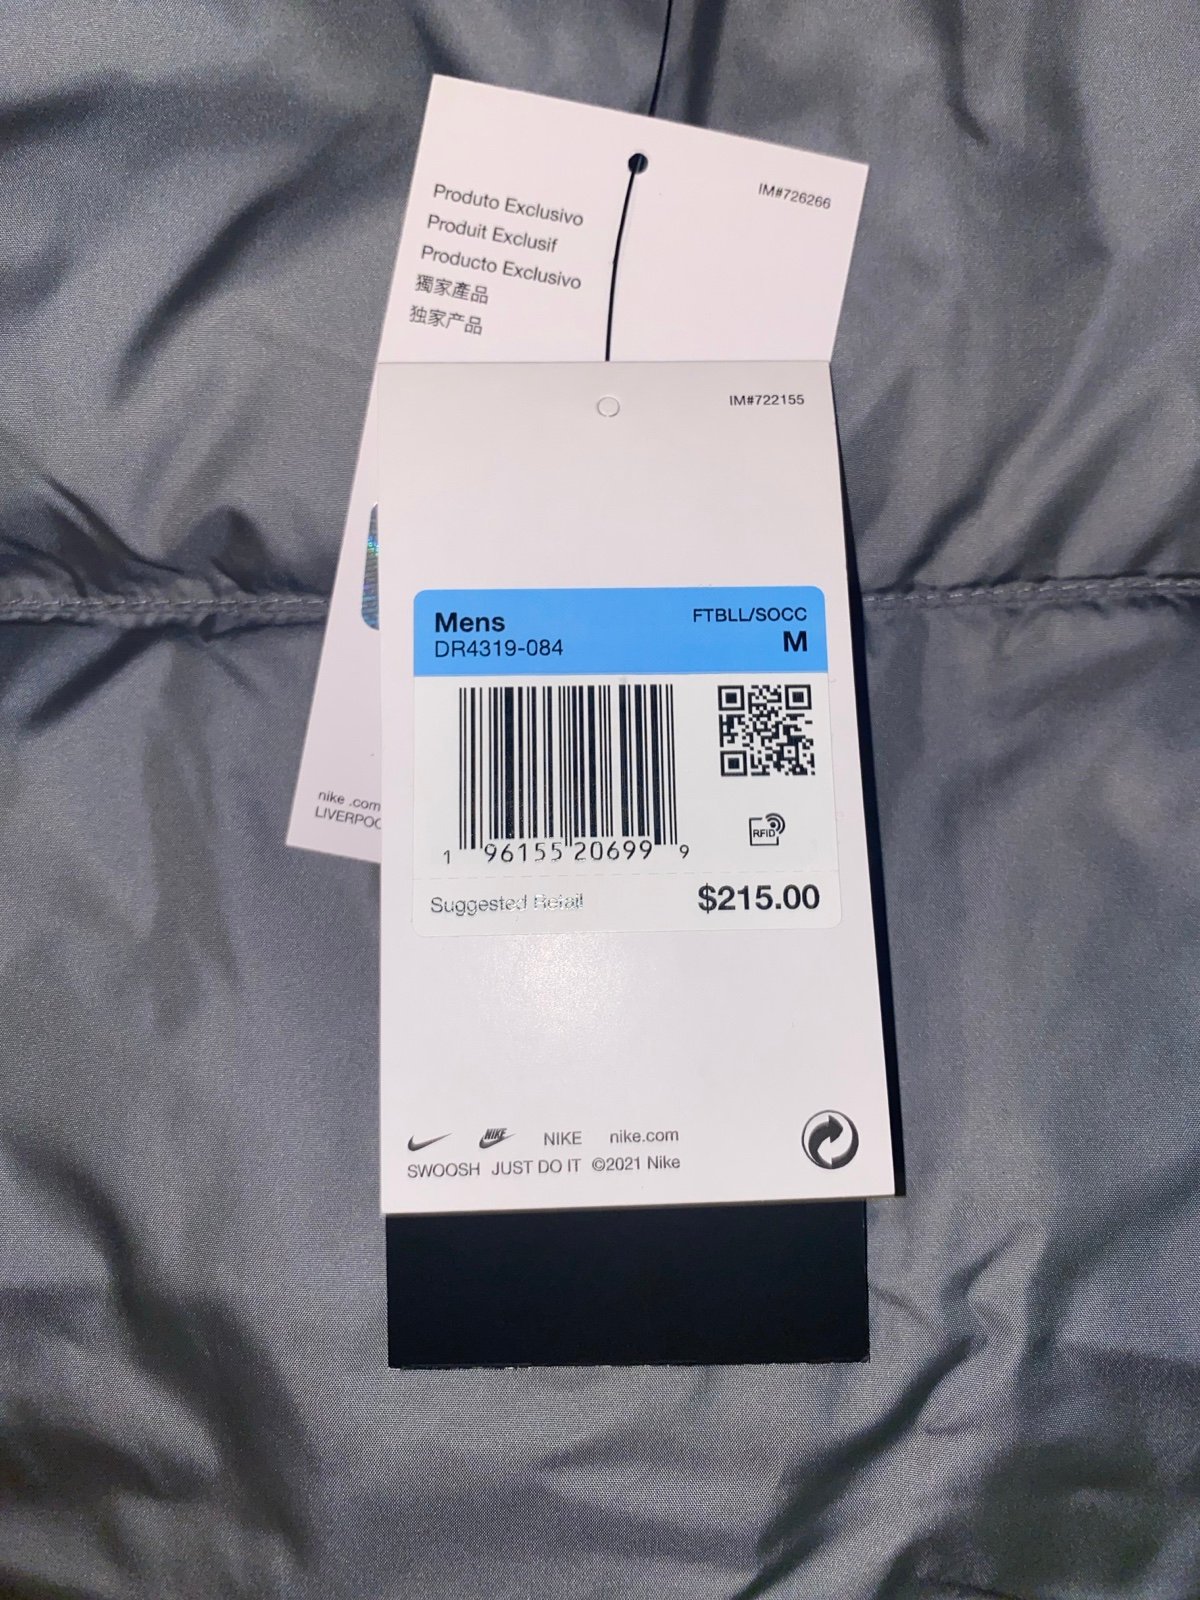 Produto Exclusivo
Produit Exclusif
Producto Exclusivo
獨家產品
独家产品
IM#726266
IM#722155
Mens
DR4319-084
FTBLL/SOCC
M
1 96155 20699 9
RFID
Suggested Retail
$215.00
nike .com
NIKE
NIKE nike.com
SWOOSH JUST DO IT ©2021 Nike